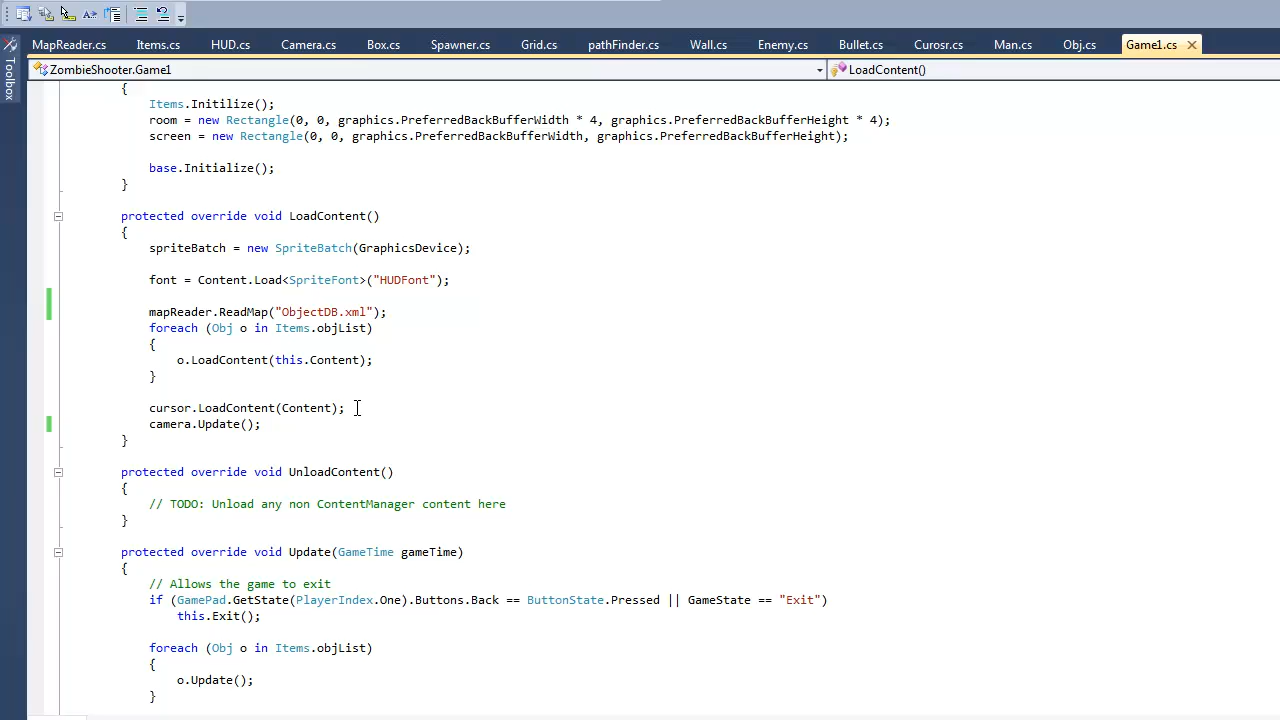 MapReader.cs Items.cs HUD.cs Camera.cs Box.cs Spawner.cs Grid.cs pathFinder.cs Wall.cs Enemy.cs Bullet.cs Curosr.cs Man.cs Obj.cs Game1.cs
Toolbox
ZombieShooter.Game1 LoadContent()
{
Items.Initilize();
room = new Rectangle(0, 0, graphics.PreferredBackBufferWidth * 4, graphics.PreferredBackBufferHeight * 4);
screen = new Rectangle(0, 0, graphics.PreferredBackBufferWidth, graphics.PreferredBackBufferHeight);
base.Initialize();
}
protected override void LoadContent()
{
spriteBatch = new SpriteBatch(GraphicsDevice);
font = Content.Load<SpriteFont>("HUDFont");
mapReader.ReadMap("ObjectDB.xml");
foreach (Obj o in Items.objList)
{
o.LoadContent(this.Content);
}
cursor.LoadContent(Content);
camera.Update();
}
protected override void UnloadContent()
{
// TODO: Unload any non ContentManager content here
}
protected override void Update(GameTime gameTime)
{
// Allows the game to exit
if (GamePad.GetState(PlayerIndex.One).Buttons.Back == ButtonState.Pressed || GameState == "Exit")
this.Exit();
foreach (Obj o in Items.objList)
{
o.Update();
}